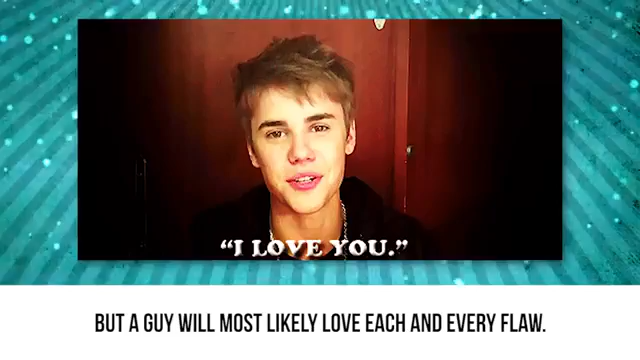 “I LOVE YOU.”
BUT A GUY WILL MOST LIKELY LOVE EACH AND EVERY FLAW.